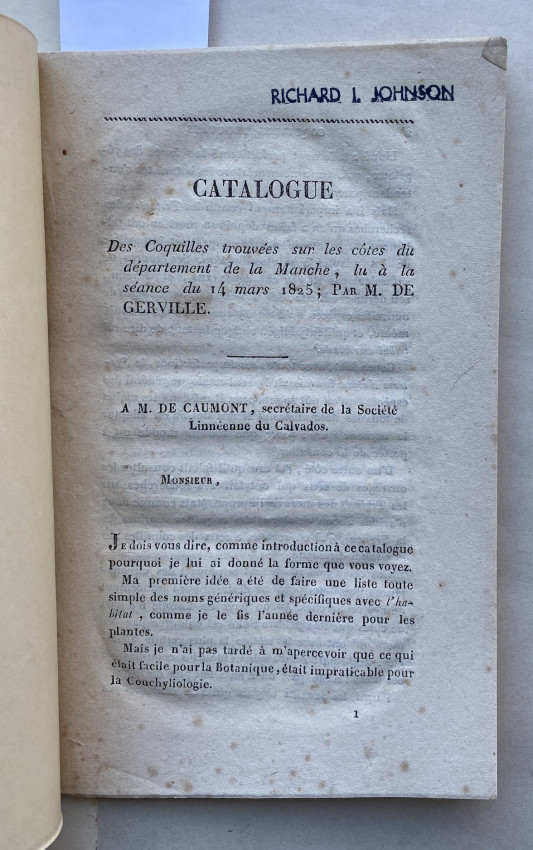 RICHARD I. JOHNSON
CATALOGUE
Des Coquilles trouvées sur les côtes du
département de la Manche, lu à la
séance du 14 mars 1825; PAR M. DE
GERVILLE.
A M. DE CAUMONT, secrétaire de la Société
Linnéenne du Calvados.
MONSIEUR,
JE dois vous dire, comme introduction à ce catalogue
pourquoi je lui ai donné la forme que vous voyez.
Ma première idée a été de faire une liste toute
simple des noms génériques et spécifiques avec l'ha-
bitat, comme je le fis l'année dernière pour les
plantes.
Mais je n'ai pas tardé à m'apercevoir que ce qui
était facile pour la Botanique, était impraticable pour
la Conchyliologie.
1